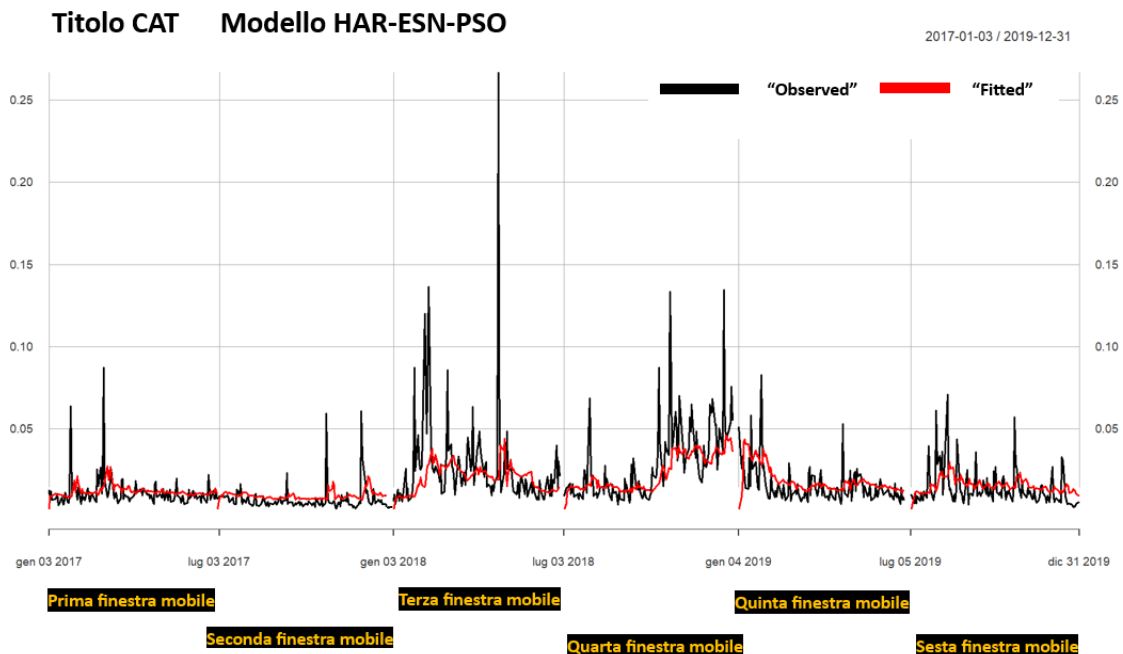 Titolo CAT Modello HAR-ESN-PSO
2017-01-03 / 2019-12-31
“Observed” “Fitted”
0.25 0.25
0.20 0.20
0.15 0.15
0.10 0.10
0.05 0.05
gen 03 2017 lug 03 2017 gen 03 2018 lug 03 2018 gen 04 2019 lug 05 2019 dic 31 2019
Prima finestra mobile Terza finestra mobile Quinta finestra mobile
Seconda finestra mobile Quarta finestra mobile Sesta finestra mobile